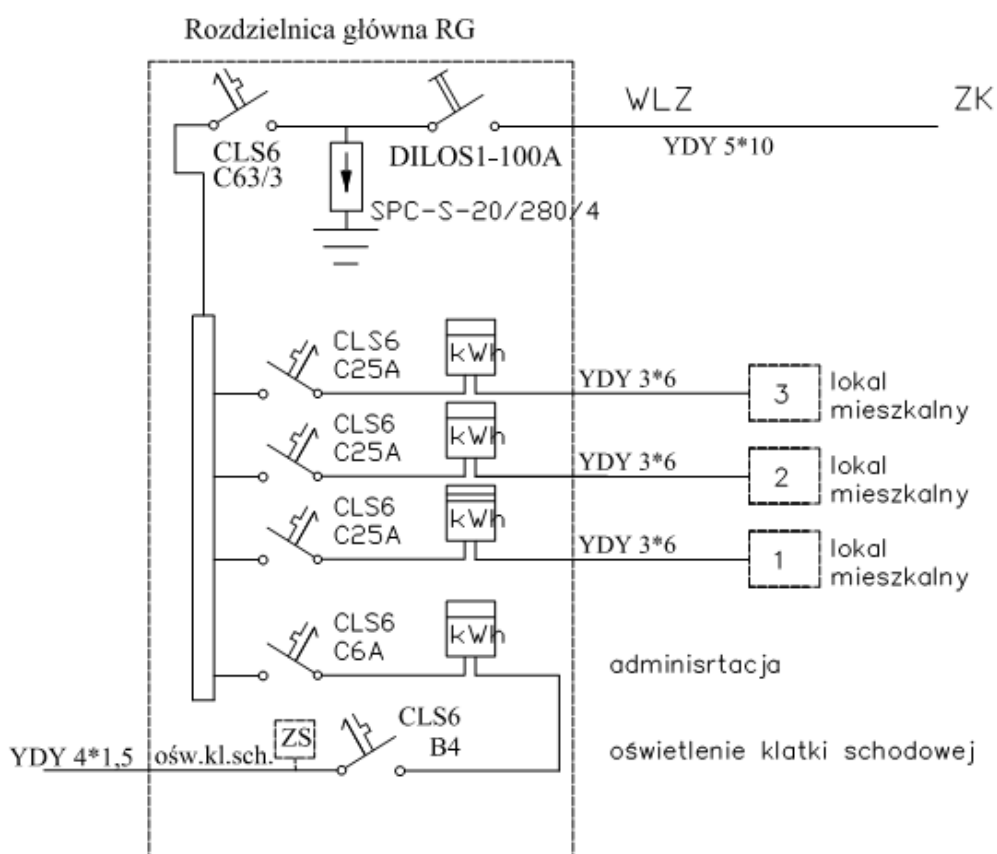 Rozdzielnica główna RG
WLZ
ZK
CLS6
C63/3
DILOS1-100A
YDY 5*10
SPC-S-20/280/4
CLS6
C25A
kWh
YDY 3*6
3
lokal
mieszkalny
CLS6
C25A
kWh
YDY 3*6
2
lokal
mieszkalny
CLS6
C25A
kWh
YDY 3*6
1
lokal
mieszkalny
CLS6
C6A
kWh
adminisrtacja
YDY 4*1,5
ośw.kl.sch.
ZS
CLS6
B4
oświetlenie klatki schodowej